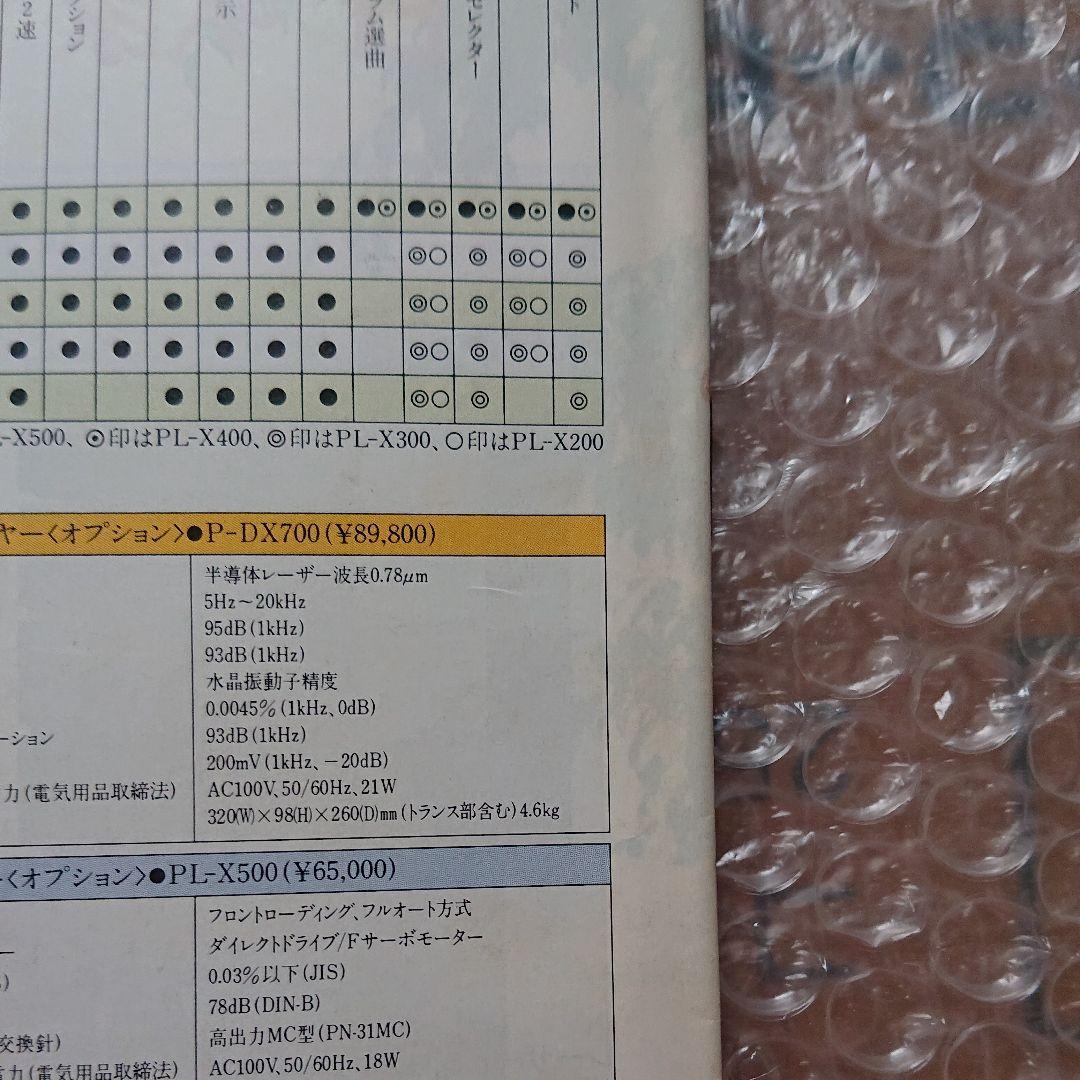 2速
ション
示
ム選曲
セレクター
ト
-X500、⊙印はPL-X400、◎印はPL-X300、○印はPL-X200
ヤー〈オプション〉●P-DX700(¥89,800)
半導体レーザー波長0.78μm
5Hz〜20kHz
95dB(1kHz)
93dB(1kHz)
水晶振動子精度
0.0045%(1kHz、0dB)
ーション
93dB(1kHz)
200mV(1kHz、−20dB)
力(電気用品取締法)
AC100V、50/60Hz、21W
320(W)×98(H)×260(D)mm(トランス部含む)4.6kg
〈オプション〉●PL-X500(¥65,000)
フロントローディング、フルオート方式
ー
ダイレクトドライブ/Fサーボモーター
)
0.03%以下(JIS)
78dB(DIN-B)
交換針)
高出力MC型(PN-31MC)
電力(電気用品取締法)
AC100V、50/60Hz、18W